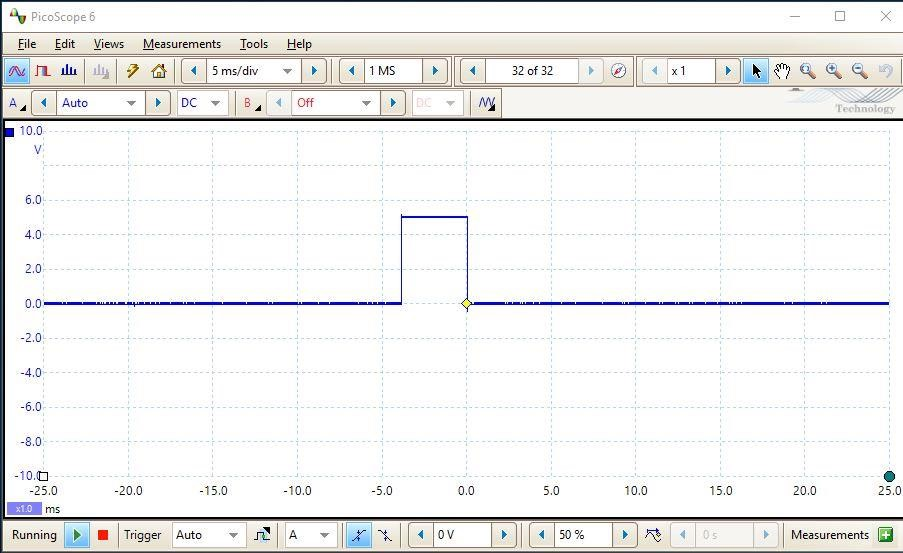 PicoScope 6
File Edit Views Measurements Tools Help
5 ms/div 1 MS 32 of 32 x 1
A Auto DC B Off DC
Technology
10.0
V
6.0
4.0
2.0
0.0
-2.0
-4.0
-6.0
-8.0
-10.0
-25.0 -20.0 -15.0 -10.0 -5.0 0.0 5.0 10.0 15.0 20.0 25.0
x1.0 ms
Running Trigger Auto A 0 V 50 % 0 s Measurements